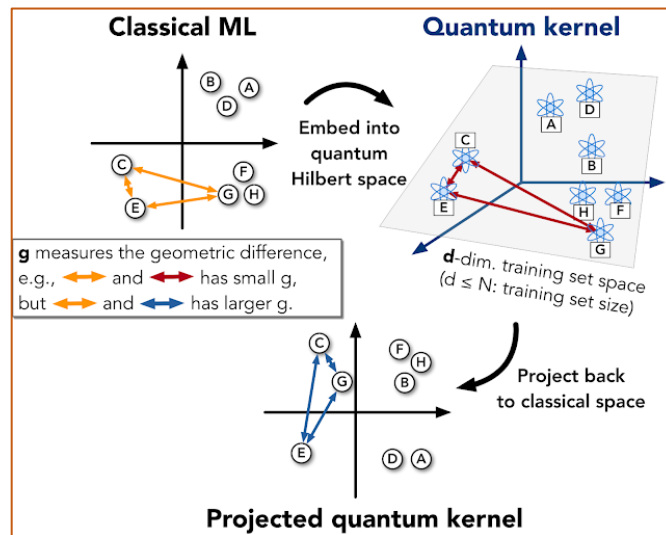 Classical ML
B
A
D
C
F
G
H
E
Embed into
quantum
Hilbert space
Quantum kernel
D
A
C
B
E
H
F
G
d-dim. training set space
(d ≤ N: training set size)
g measures the geometric difference,
e.g., and has small g,
but and has larger g.
C
F
H
G
B
E
D
A
Project back
to classical space
Projected quantum kernel